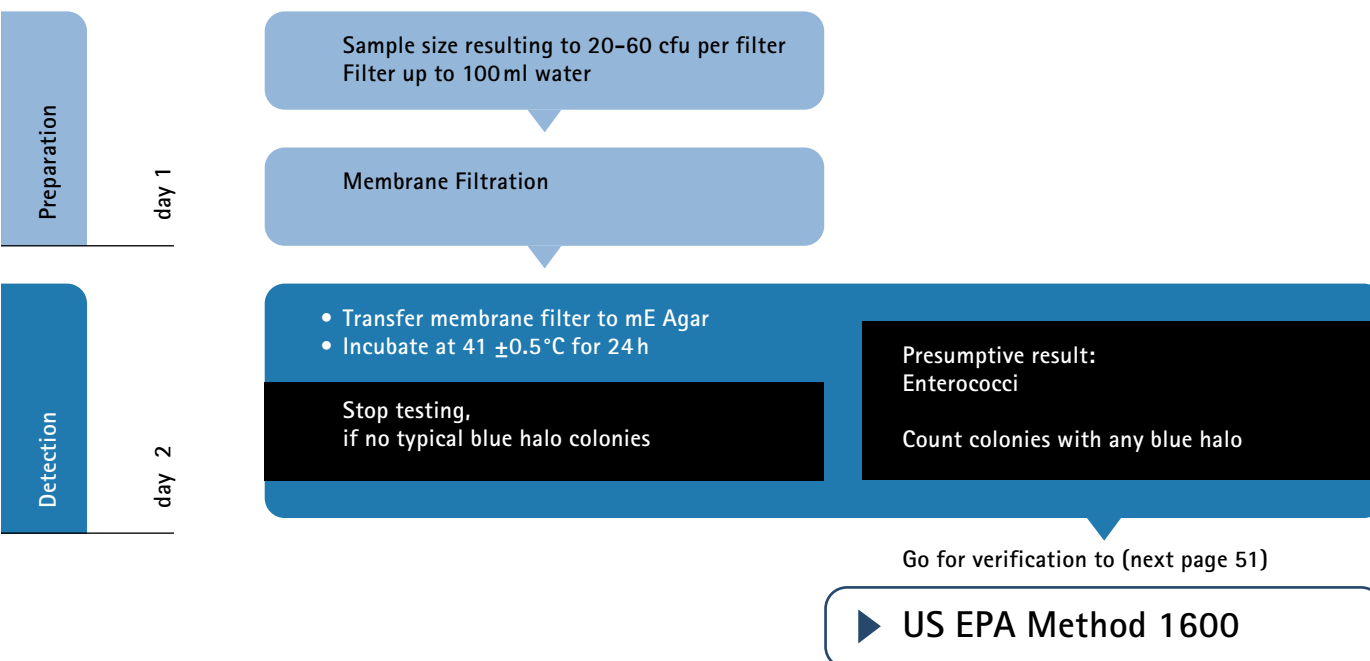 Preparation
day 1
Sample size resulting to 20–60 cfu per filter
Filter up to 100 ml water
Membrane Filtration
Detection
day 2
• Transfer membrane filter to mE Agar
• Incubate at 41 ±0.5°C for 24 h
Stop testing,
if no typical blue halo colonies
Presumptive result:
Enterococci
Count colonies with any blue halo
Go for verification to (next page 51)
US EPA Method 1600